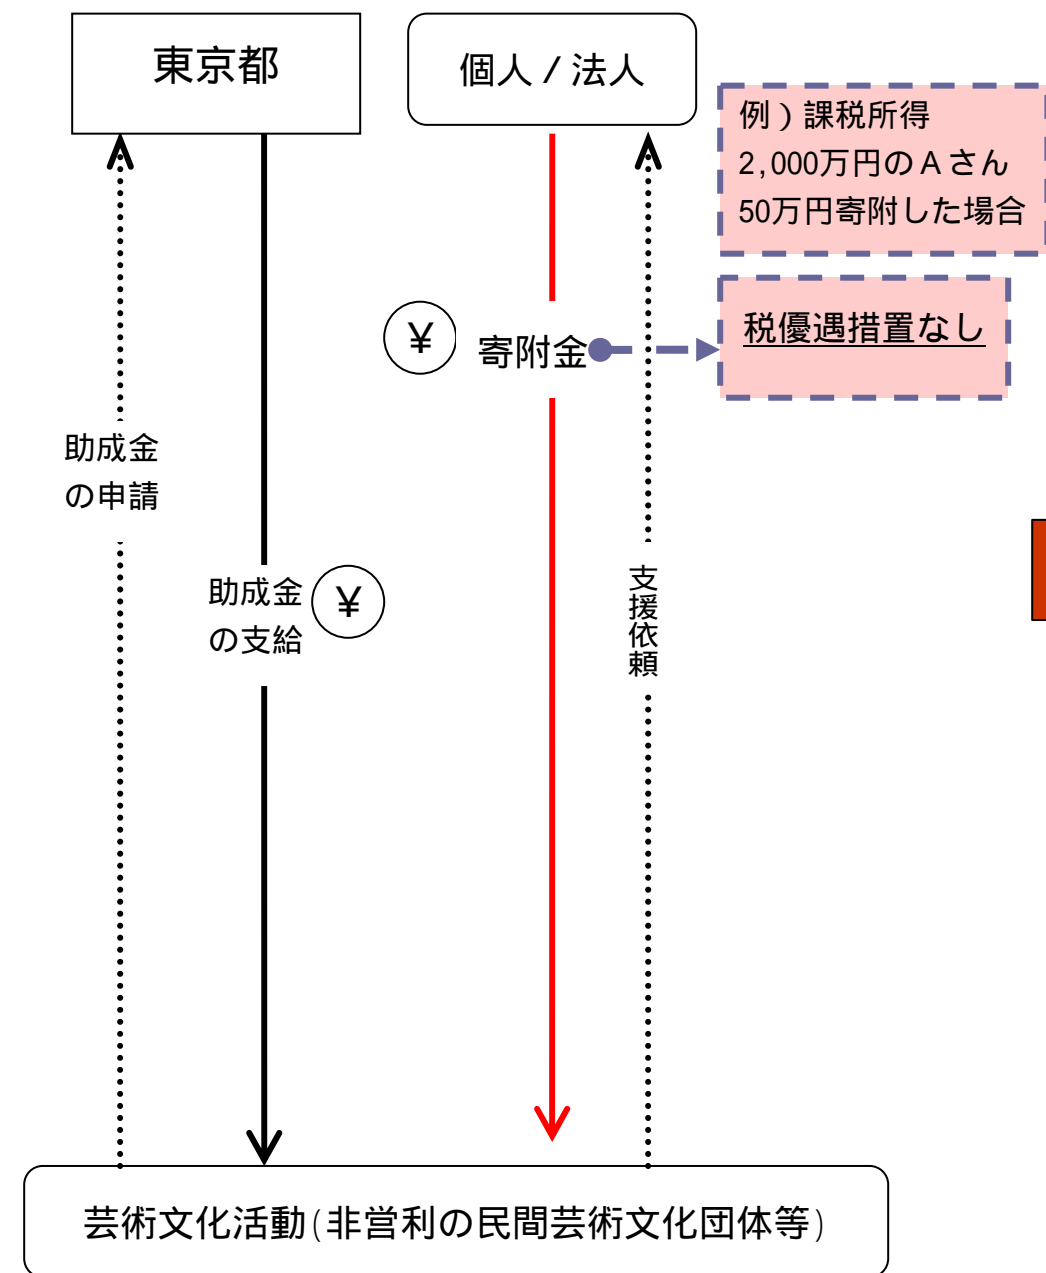 東京都
個人/法人
例)課税所得
2,000万円のAさん
50万円寄附した場合
税優遇措置なし
¥
寄附金
助成金
の申請
助成金
の支給
¥
支援依頼
芸術文化活動(非営利の民間芸術文化団体等)